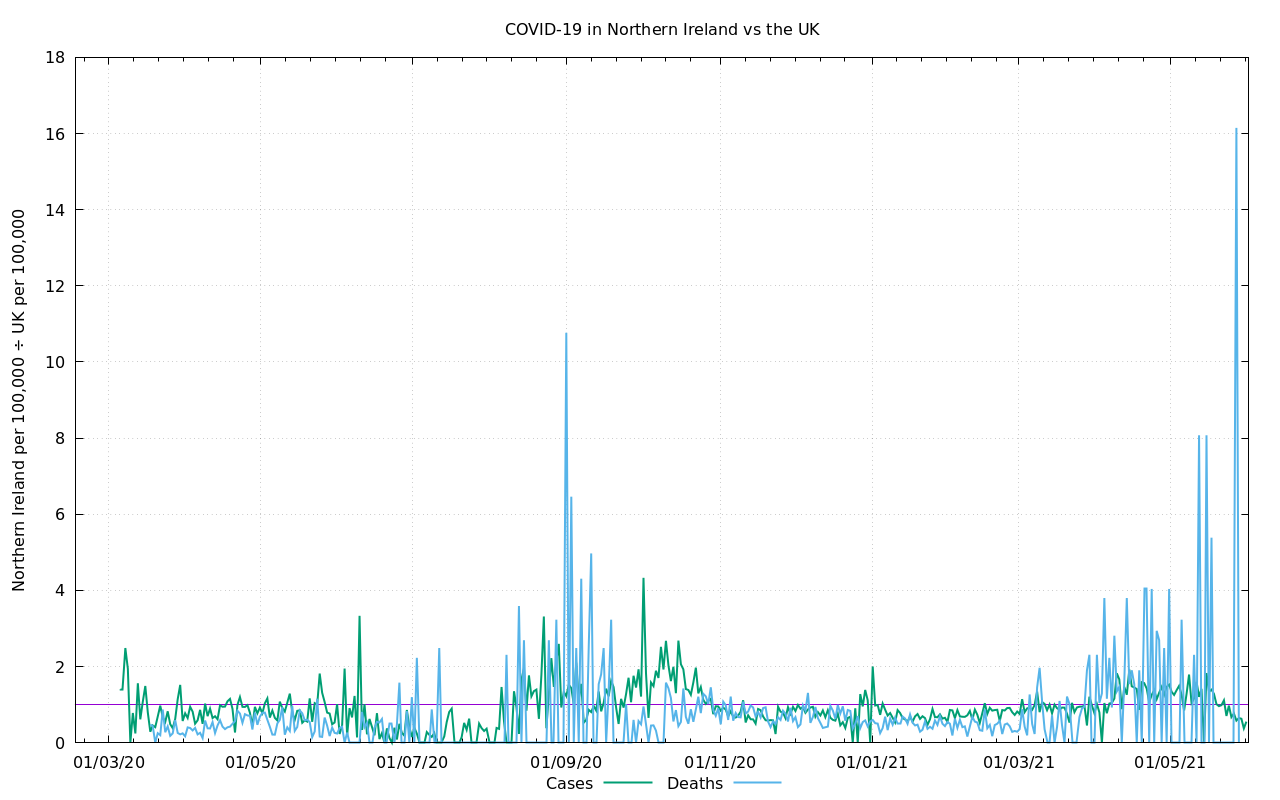 COVID-19 in Northern Ireland vs the UK
Northern Ireland per 100,000 ÷ UK per 100,000
18
16
14
12
10
8
6
4
2
0
01/03/20 01/05/20 01/07/20 01/09/20 01/11/20 01/01/21 01/03/21 01/05/21
Cases Deaths